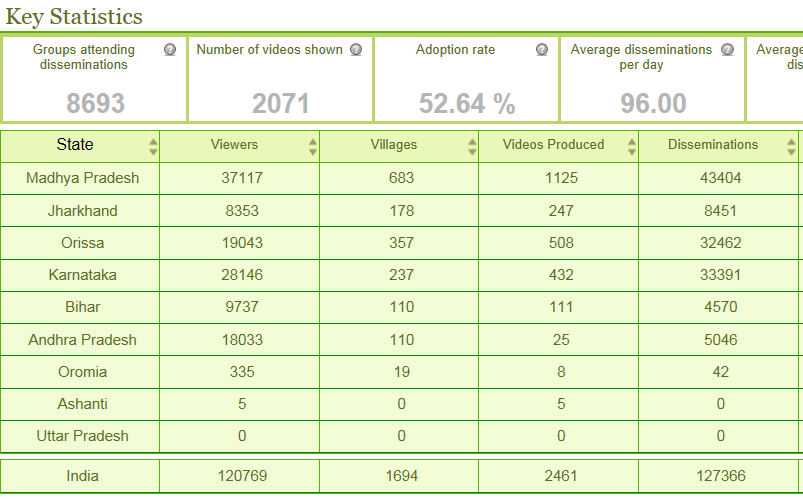 Key Statistics
Groups attending disseminations
8693
Number of videos shown
2071
Adoption rate
52.64 %
Average disseminations per day
96.00
Average
dis
State Viewers Villages Videos Produced Disseminations
Madhya Pradesh 37117 683 1125 43404
Jharkhand 8353 178 247 8451
Orissa 19043 357 508 32462
Karnataka 28146 237 432 33391
Bihar 9737 110 111 4570
Andhra Pradesh 18033 110 25 5046
Oromia 335 19 8 42
Ashanti 5 0 5 0
Uttar Pradesh 0 0 0 0
India 120769 1694 2461 127366